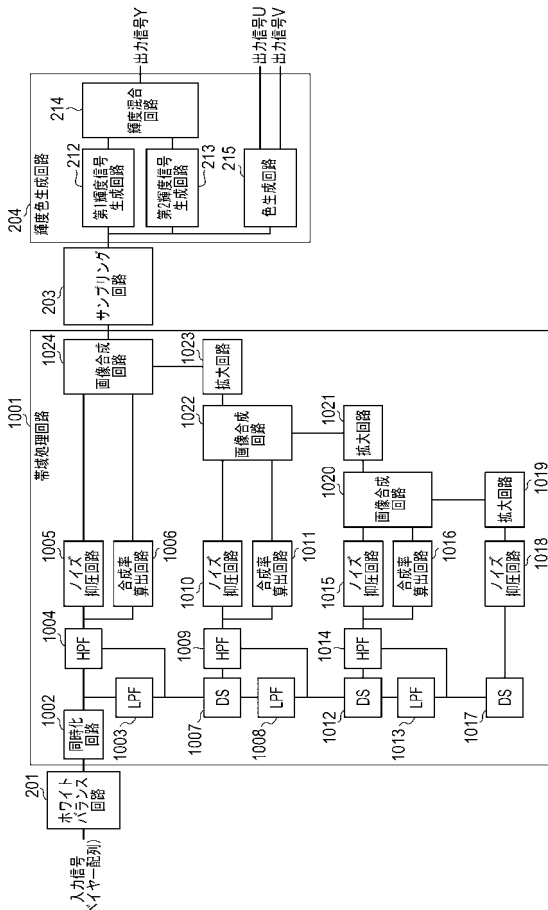 入力信号
ベイヤー配列)
201
ホワイト
バランス
回路
1001
帯域処理回路
1002
同時化
回路
1003
LPF
1004
HPF
1005
ノイズ
抑圧回路
1006
合成率
算出回路
1007
DS
1008
LPF
1009
HPF
1010
ノイズ
抑圧回路
1011
合成率
算出回路
1012
DS
1013
LPF
1014
HPF
1015
ノイズ
抑圧回路
1016
合成率
算出回路
1017
DS
1018
ノイズ
抑圧回路
1019
拡大回路
1020
画像合成
回路
1021
拡大回路
1022
画像合成
回路
1023
拡大回路
1024
画像合成
回路
203
サンプリング
回路
204
輝度色生成回路
212
第1輝度信号
生成回路
213
第2輝度信号
生成回路
214
輝度混合
回路
215
色生成回路
出力信号Y
出力信号U
出力信号V